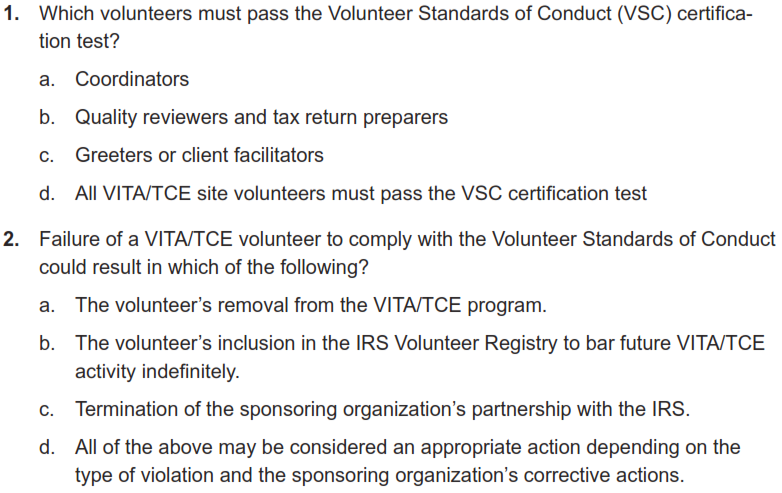 1. Which volunteers must pass the Volunteer Standards of Conduct (VSC) certifica-
tion test?
a. Coordinators
b. Quality reviewers and tax return preparers
c. Greeters or client facilitators
d. All VITA/TCE site volunteers must pass the VSC certification test
2. Failure of a VITA/TCE volunteer to comply with the Volunteer Standards of Conduct
could result in which of the following?
a. The volunteer’s removal from the VITA/TCE program.
b. The volunteer’s inclusion in the IRS Volunteer Registry to bar future VITA/TCE
activity indefinitely.
c. Termination of the sponsoring organization’s partnership with the IRS.
d. All of the above may be considered an appropriate action depending on the
type of violation and the sponsoring organization’s corrective actions.